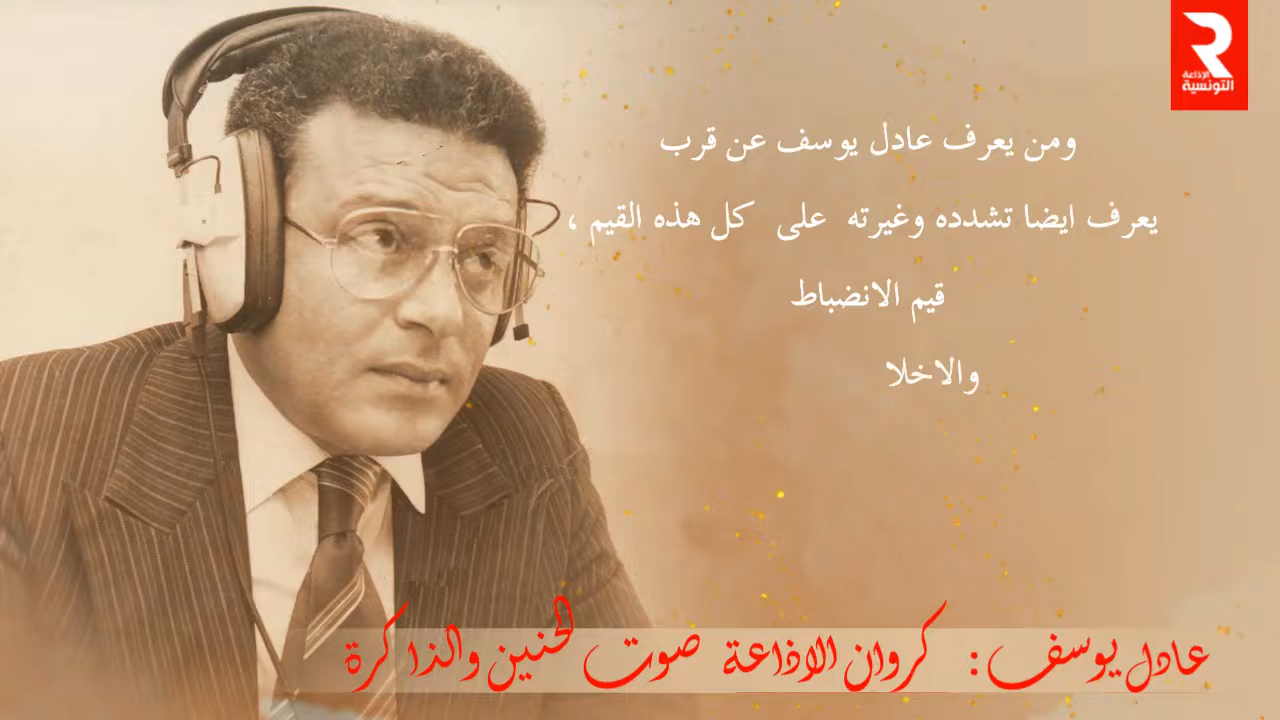 الإذاعة
التونسية
ومن يعرف عادل يوسف عن قرب
يعرف ايضا تشدده وغيرته على كل هذه القيم ،
قيم الانضباط
والاخلا
عادل يوسف : كروان الاذاعة صوت الحنين والذاكرة